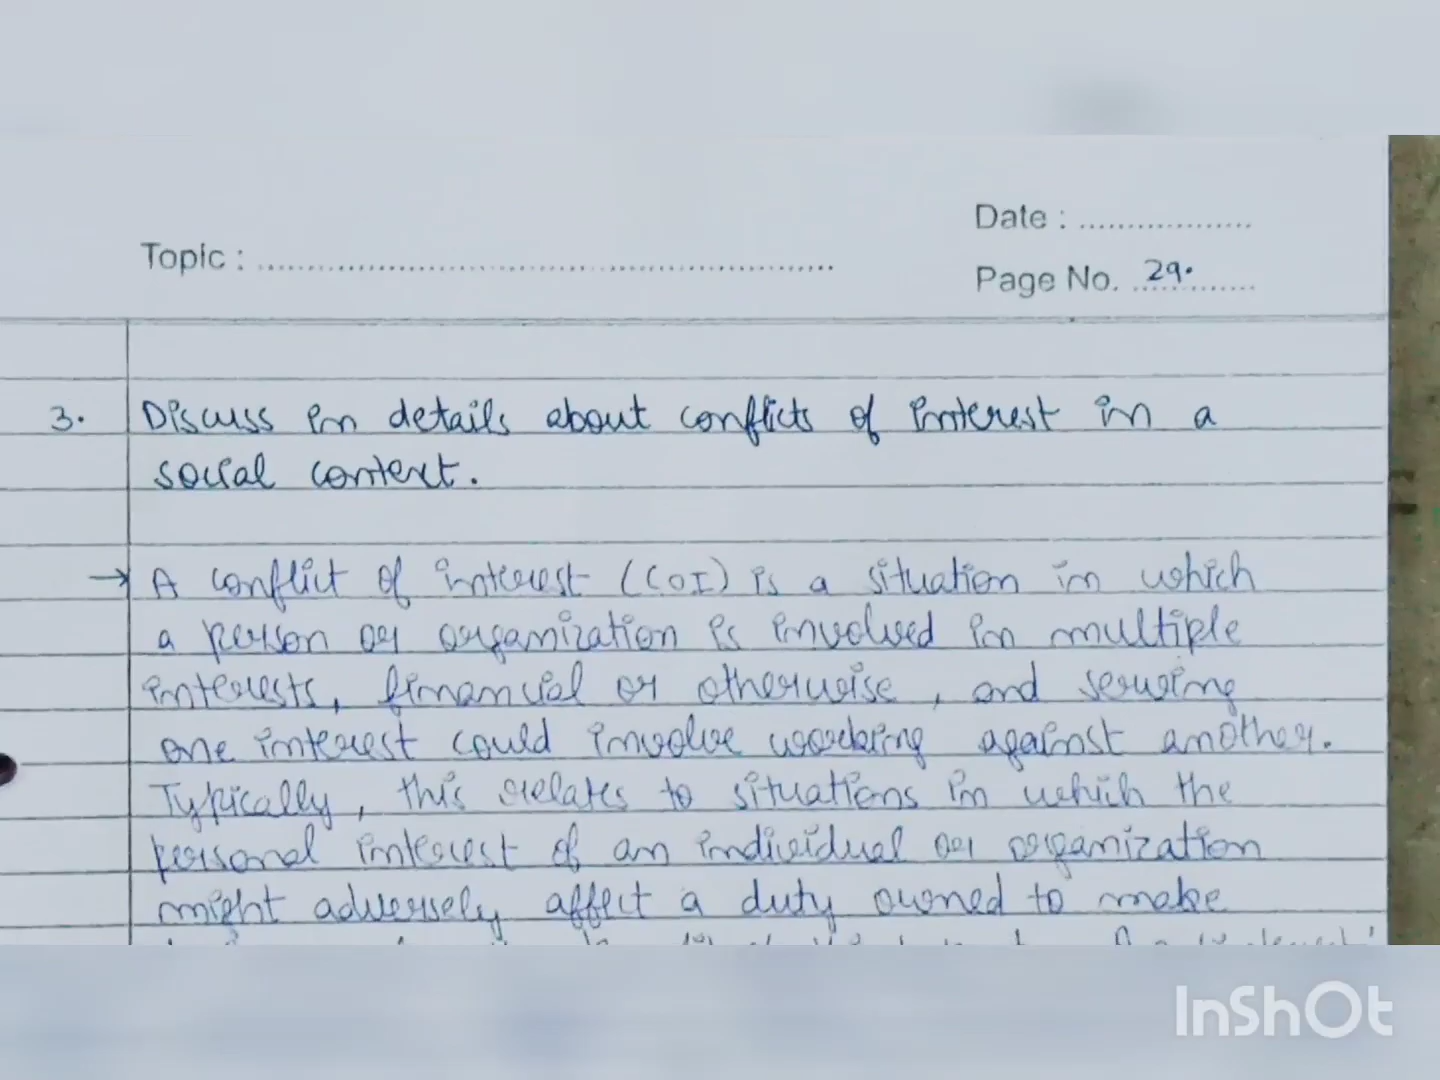 Date : ..................
Topic : ..........................................................................
Page No. 29.
3. Discuss in details about conflicts of interest in a
social context.
→ A conflict of interest (COI) is a situation in which
a person or organization is involved in multiple
interests, financial or otherwise, and serving
one interest could involve working against another.
Typically, this relates to situations in which the
personal interest of an individual or organization
might adversely affect a duty owned to make
InShOt